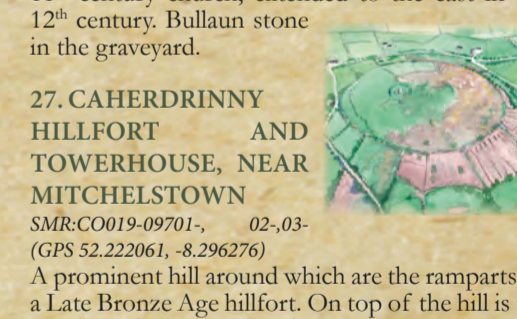 12th century. Bullaun stone
in the graveyard.
27. CAHERDRINNY
HILLFORT AND
TOWERHOUSE, NEAR
MITCHELSTOWN
SMR:CO019-09701-, 02-,03-
(GPS 52.222061, -8.296276)
A prominent hill around which are the ramparts
a Late Bronze Age hillfort. On top of the hill is